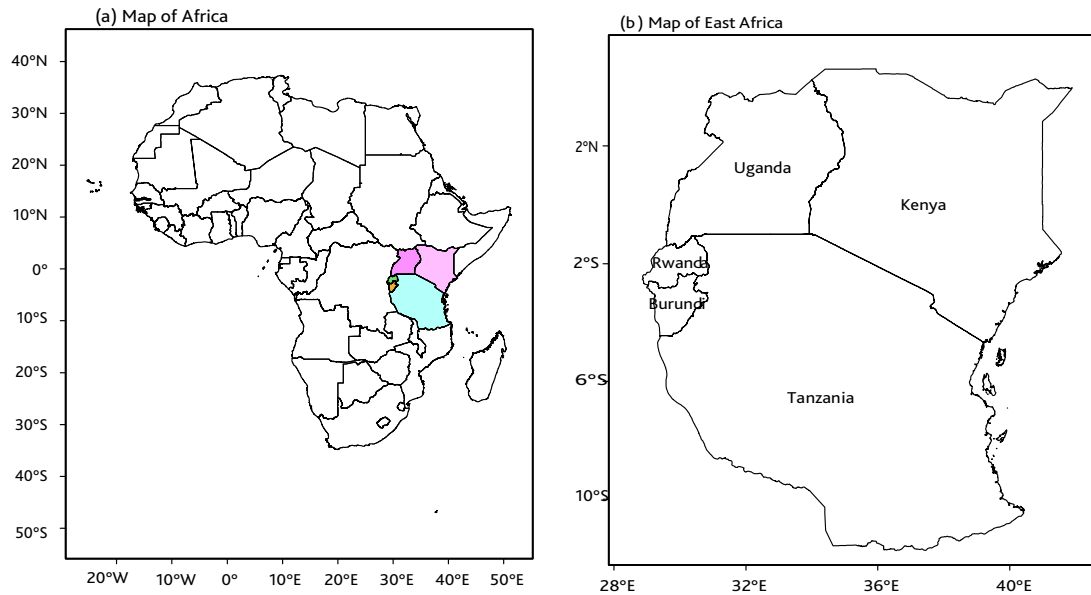 (a) Map of Africa
40°N
30°N
20°N
10°N
0°
10°S
20°S
30°S
40°S
50°S
20°W 10°W 0° 10°E 20°E 30°E 40°E 50°E
(b) Map of East Africa
2°N
2°S
6°S
10°S
Uganda
Kenya
Rwanda
Burundi
Tanzania
28°E 32°E 36°E 40°E